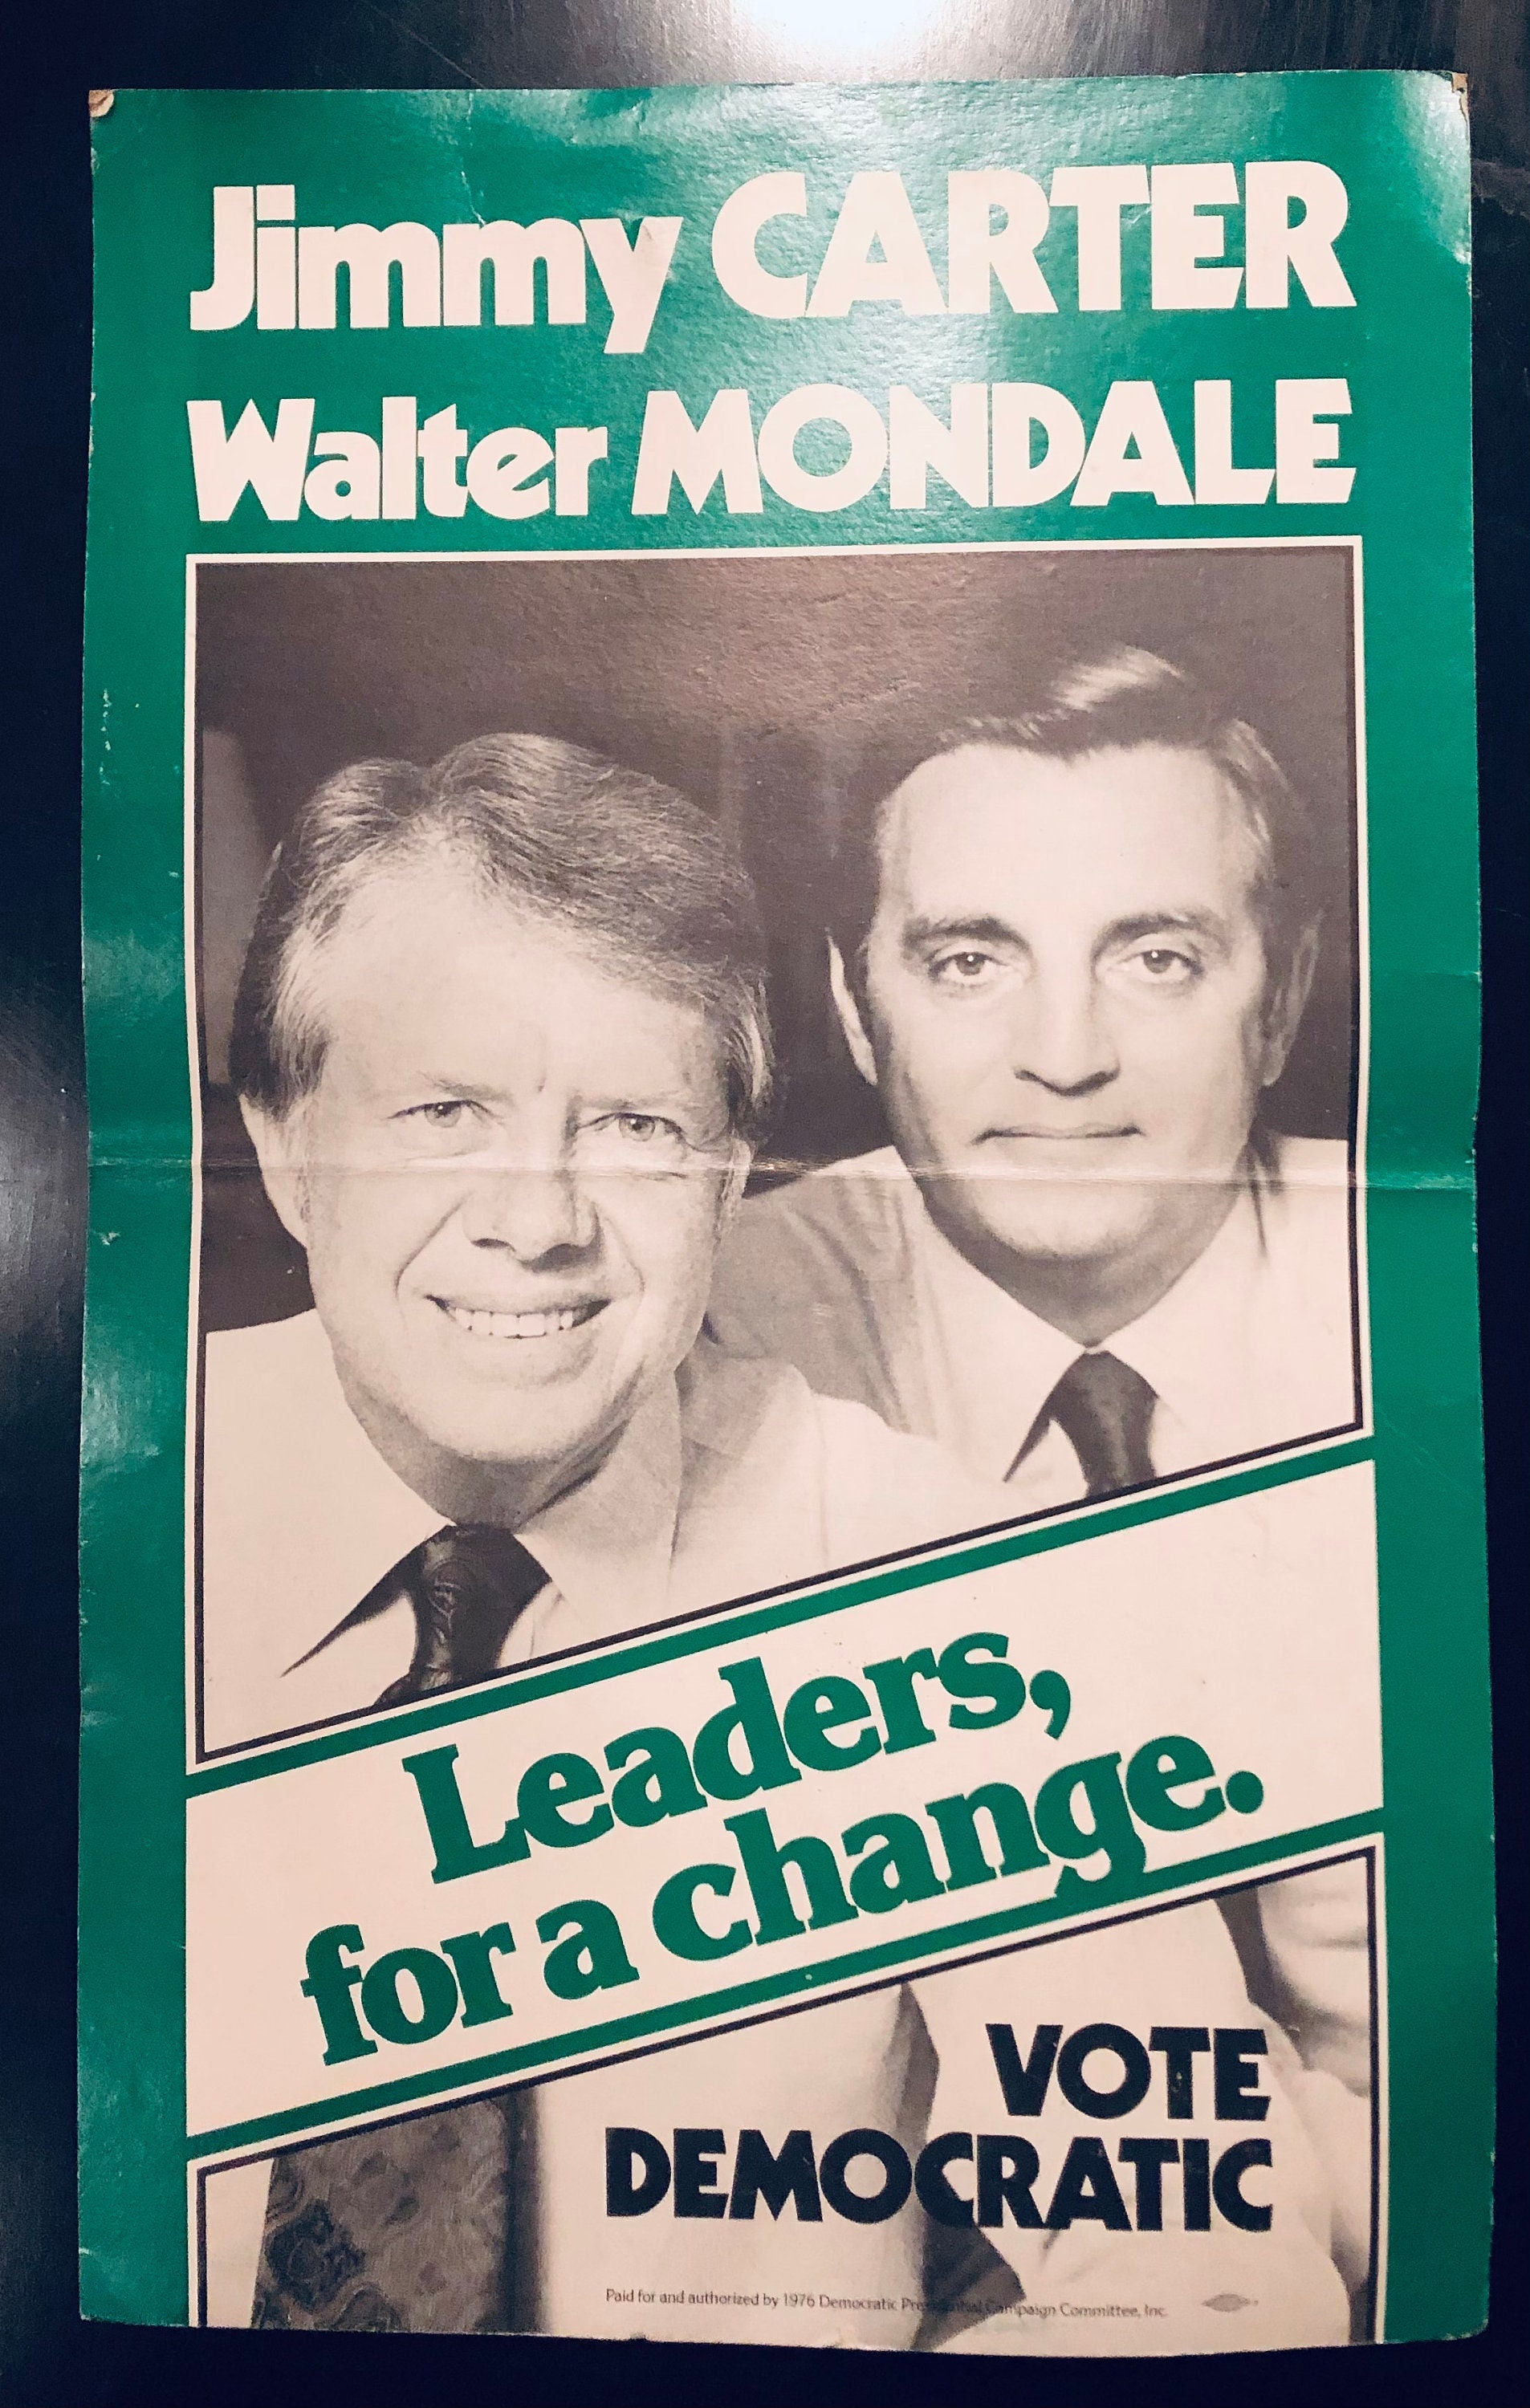 Jimmy CARTER
Walter MONDALE
Leaders,
for a change.
VOTE
DEMOCRATIC
Paid for and authorized by 1976 Democratic Presidential Campaign Committee, Inc.